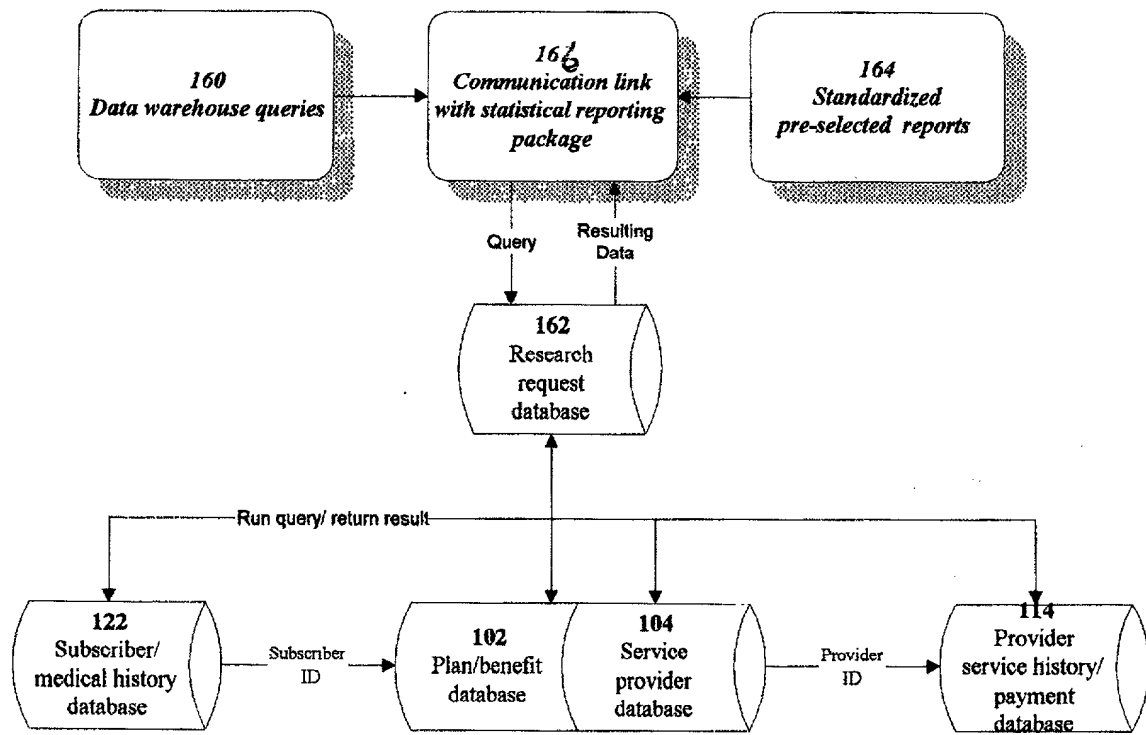 160
Data warehouse queries
Communication link
with statistical reporting
package
164
Standardized
pre-selected reports
Query
Resulting
Data
162
Research
request
database
Run query/ return result
122
Subscriber/
medical history
database
Subscriber
ID
102
Plan/benefit
database
104
Service
provider
database
Provider
ID
114
Provider
service history/
payment
database